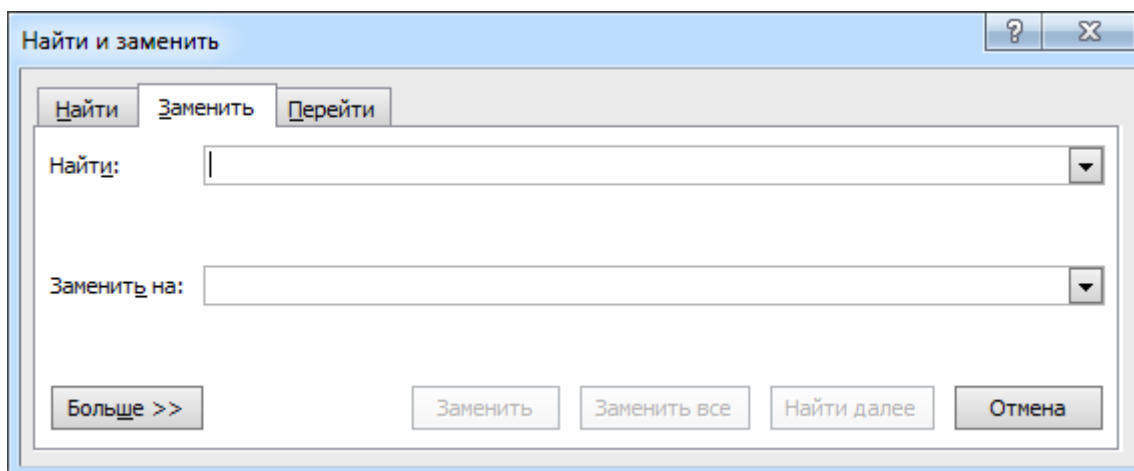 Найти и заменить
Найти Заменить Перейти
Найти:
Заменить на:
Больше >> Заменить Заменить все Найти далее Отмена